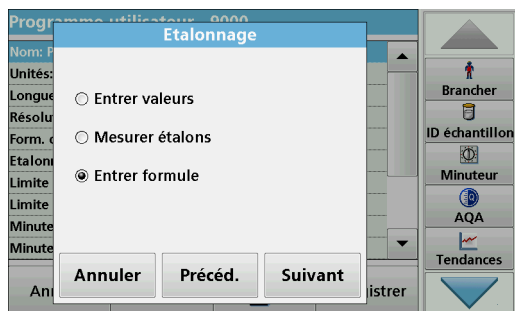 Programme utilisateur 9000
Etalonnage
Nom: P
Unités:
Longue
Résolu
Form. c
Etalonn
Limite
Limite
Minute
Minute
Entrer valeurs
Mesurer étalons
Entrer formule
Annuler
Précéd.
Suivant
An
istrer
Brancher
ID échantillon
Minuteur
AQA
Tendances